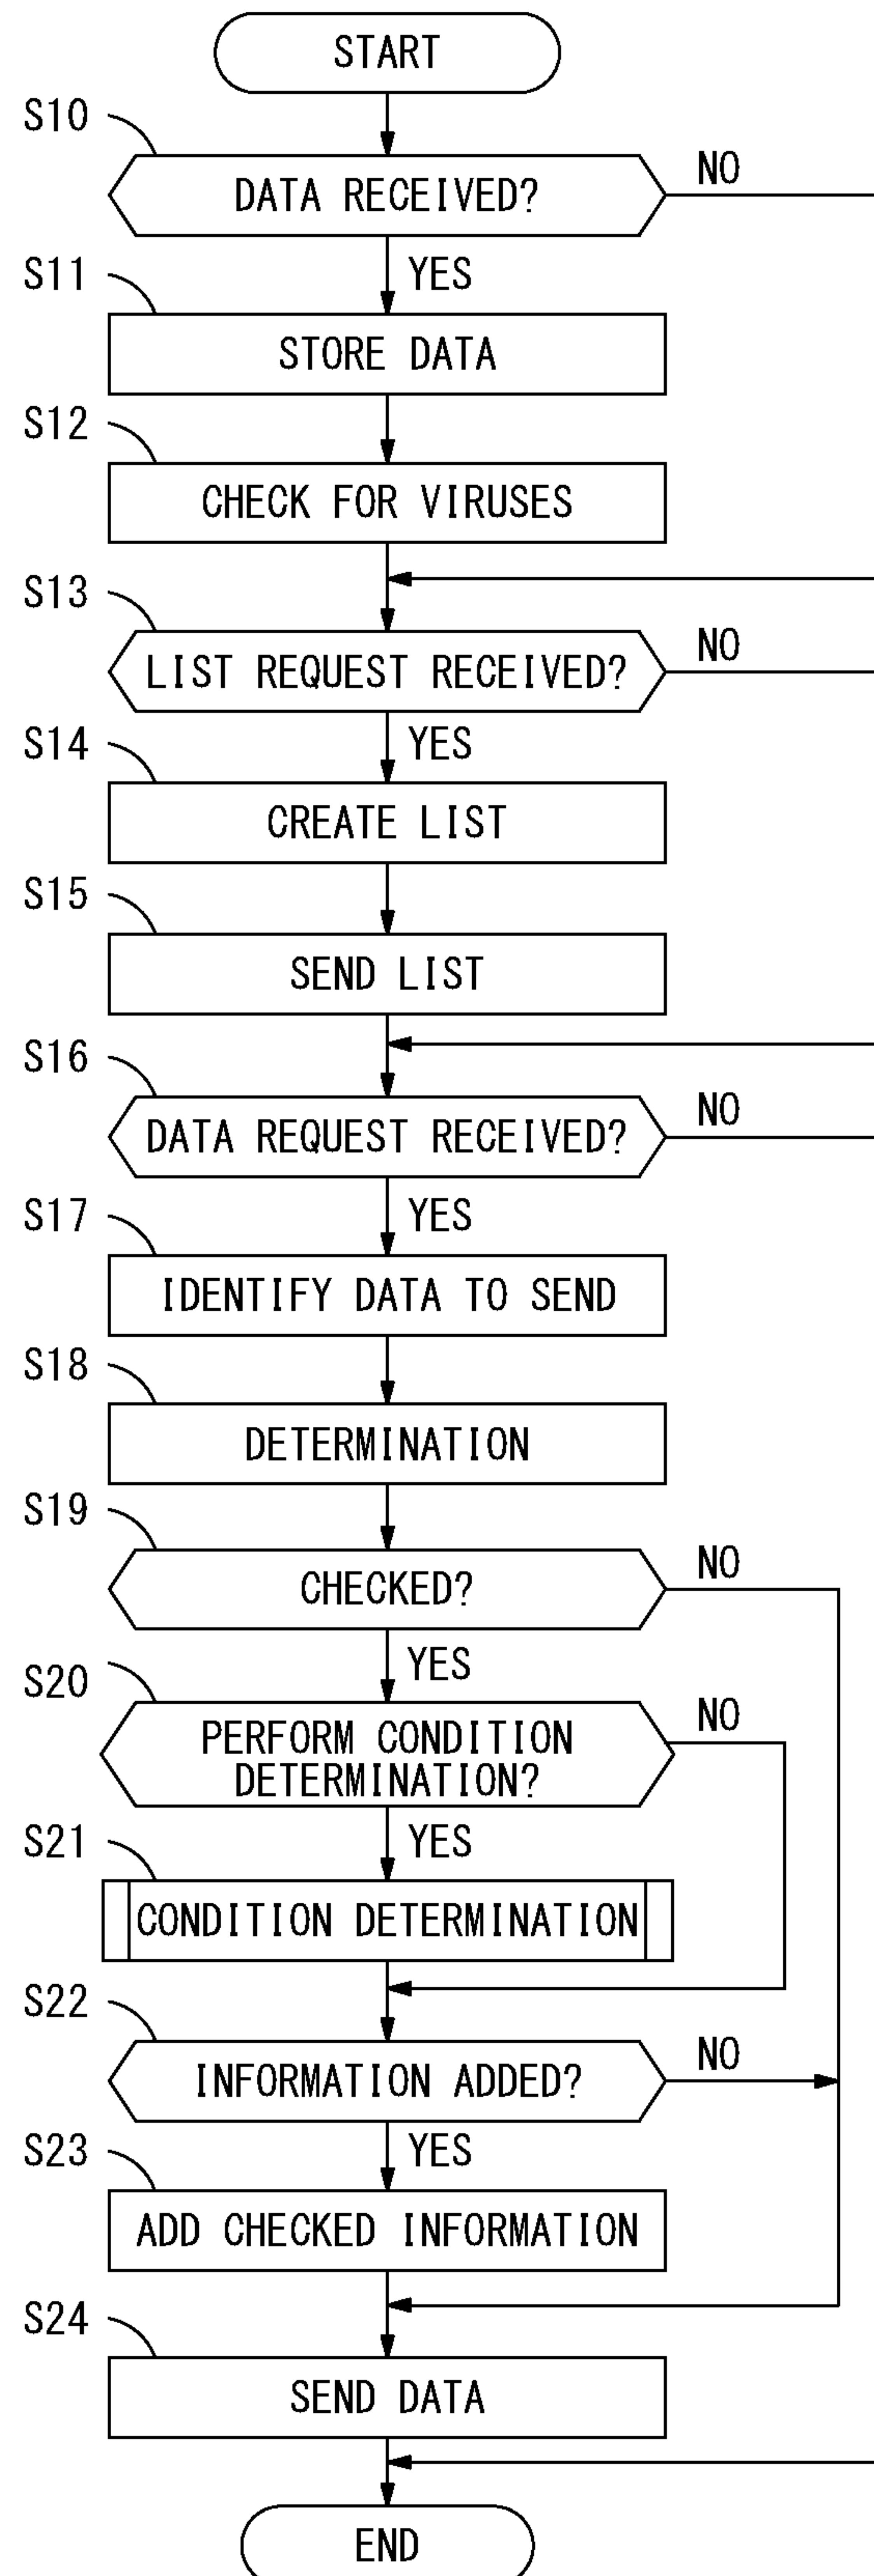 START
S10
DATA RECEIVED?
NO
YES
S11
STORE DATA
S12
CHECK FOR VIRUSES
S13
LIST REQUEST RECEIVED?
NO
YES
S14
CREATE LIST
S15
SEND LIST
S16
DATA REQUEST RECEIVED?
NO
YES
S17
IDENTIFY DATA TO SEND
S18
DETERMINATION
S19
CHECKED?
NO
YES
S20
PERFORM CONDITION
DETERMINATION?
NO
YES
S21
CONDITION DETERMINATION
S22
INFORMATION ADDED?
NO
YES
S23
ADD CHECKED INFORMATION
S24
SEND DATA
END